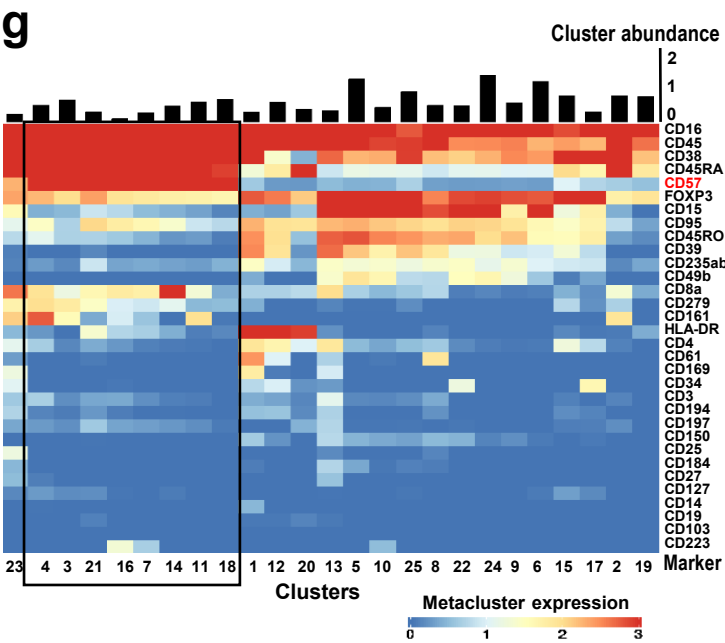 g
Cluster abundance
2
1
0
CD16
CD45
CD38
CD45RA
CD57
FOXP3
CD15
CD95
CD45RO
CD39
CD235ab
CD49b
CD8a
CD279
CD161
HLA-DR
CD4
CD61
CD169
CD34
CD3
CD194
CD197
CD150
CD25
CD184
CD27
CD127
CD14
CD19
CD103
CD223
23 4 3 21 16 7 14 11 18 1 12 20 13 5 10 25 8 22 24 9 6 15 17 2 19 Marker
Clusters
Metacluster expression
0 1 2 3